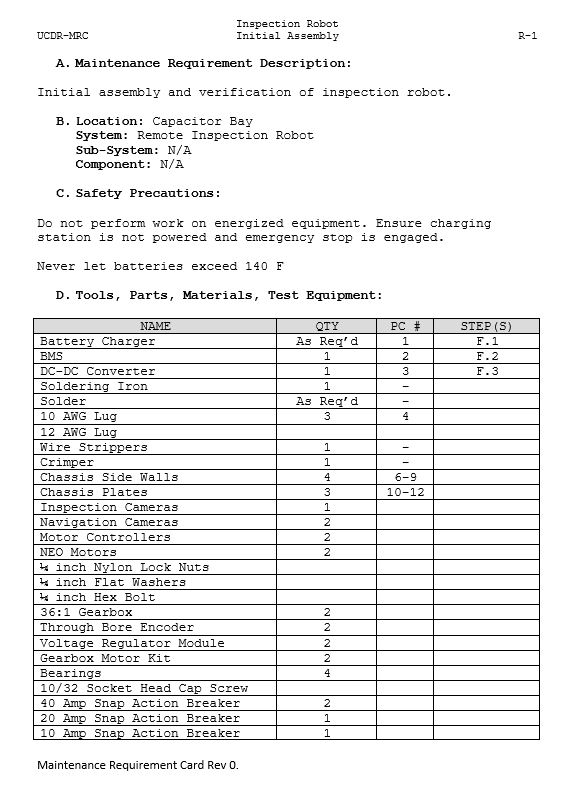 Inspection Robot
UCDR-MRC Initial Assembly R-1
A. Maintenance Requirement Description:
Initial assembly and verification of inspection robot.
B. Location: Capacitor Bay
System: Remote Inspection Robot
Sub-System: N/A
Component: N/A
C. Safety Precautions:
Do not perform work on energized equipment. Ensure charging
station is not powered and emergency stop is engaged.
Never let batteries exceed 140 F
D. Tools, Parts, Materials, Test Equipment:
NAME QTY PC # STEP(S)
Battery Charger As Req'd 1 F.1
BMS 1 2 F.2
DC-DC Converter 1 3 F.3
Soldering Iron 1 –
Solder As Req'd –
10 AWG Lug 3 4
12 AWG Lug
Wire Strippers 1 –
Crimper 1 –
Chassis Side Walls 4 6-9
Chassis Plates 3 10-12
Inspection Cameras 1
Navigation Cameras 2
Motor Controllers 2
NEO Motors 2
¼ inch Nylon Lock Nuts
¼ inch Flat Washers
¼ inch Hex Bolt
36:1 Gearbox 2
Through Bore Encoder 2
Voltage Regulator Module 2
Gearbox Motor Kit 2
Bearings 4
10/32 Socket Head Cap Screw
40 Amp Snap Action Breaker 2
20 Amp Snap Action Breaker 1
10 Amp Snap Action Breaker 1
Maintenance Requirement Card Rev 0.